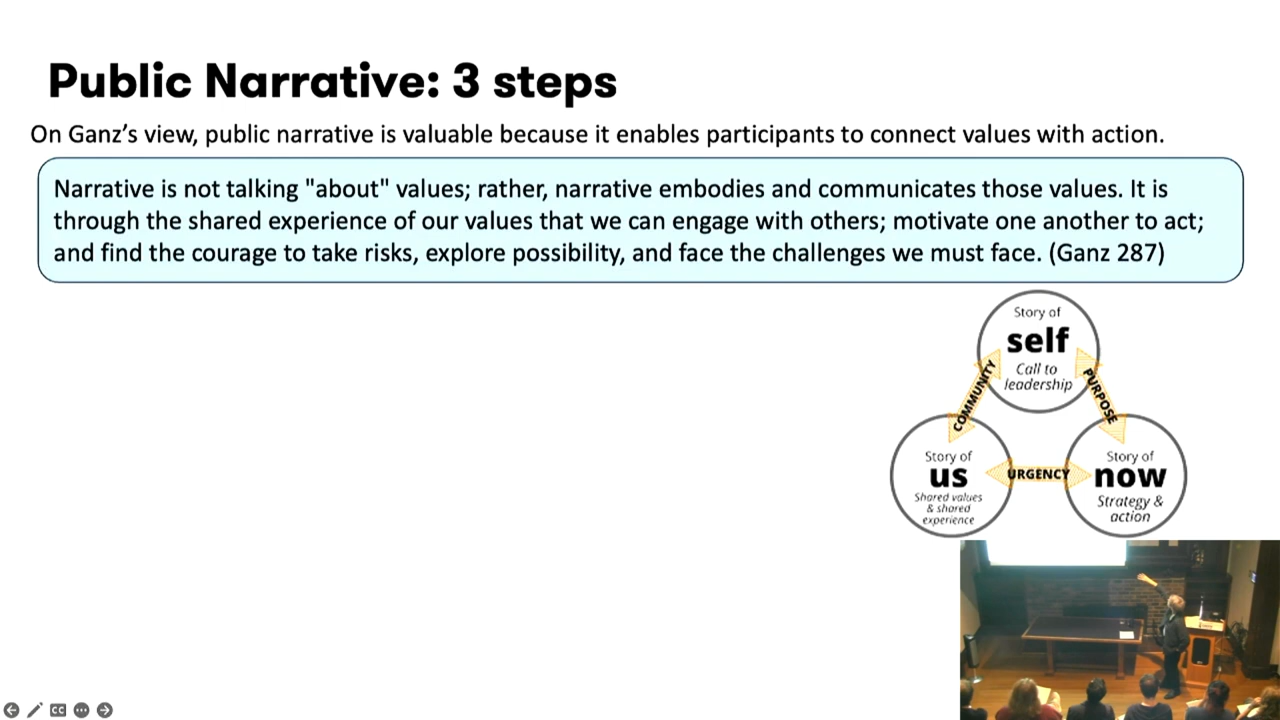 Public Narrative: 3 steps
On Ganz’s view, public narrative is valuable because it enables participants to connect values with action.
Narrative is not talking "about" values; rather, narrative embodies and communicates those values. It is
through the shared experience of our values that we can engage with others; motivate one another to act;
and find the courage to take risks, explore possibility, and face the challenges we must face. (Ganz 287)
Story of
self
Call to
leadership
COMMUNITY
PURPOSE
Story of
us
Shared values
& shared
experience
URGENCY
Story of
now
Strategy &
action
CC